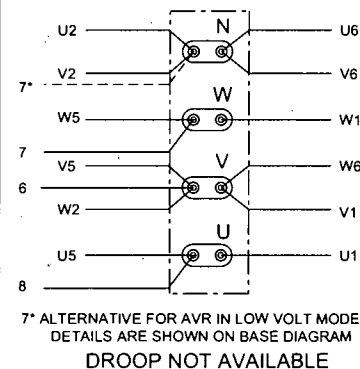 U2 N U6
V2 V6
7*
W
W5 W1
7
V5 V W6
6
W2 V1
U
U5 U1
8
7* ALTERNATIVE FOR AVR IN LOW VOLT MODE
DETAILS ARE SHOWN ON BASE DIAGRAM
DROOP NOT AVAILABLE